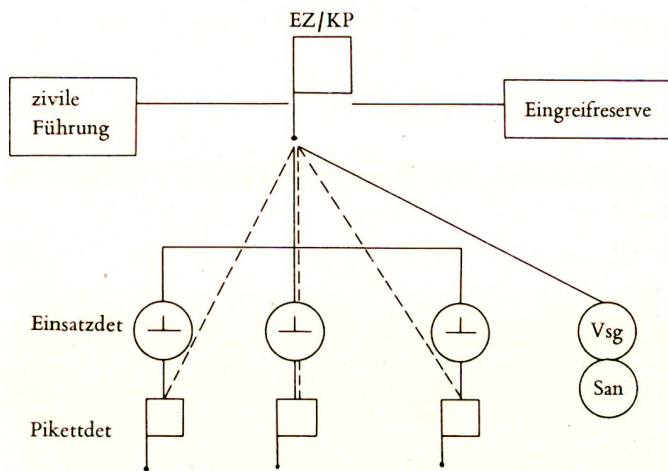 EZ/KP
zivile
Führung
Eingreifreserve
Einsatzdet
Vsg
San
Pikettdet